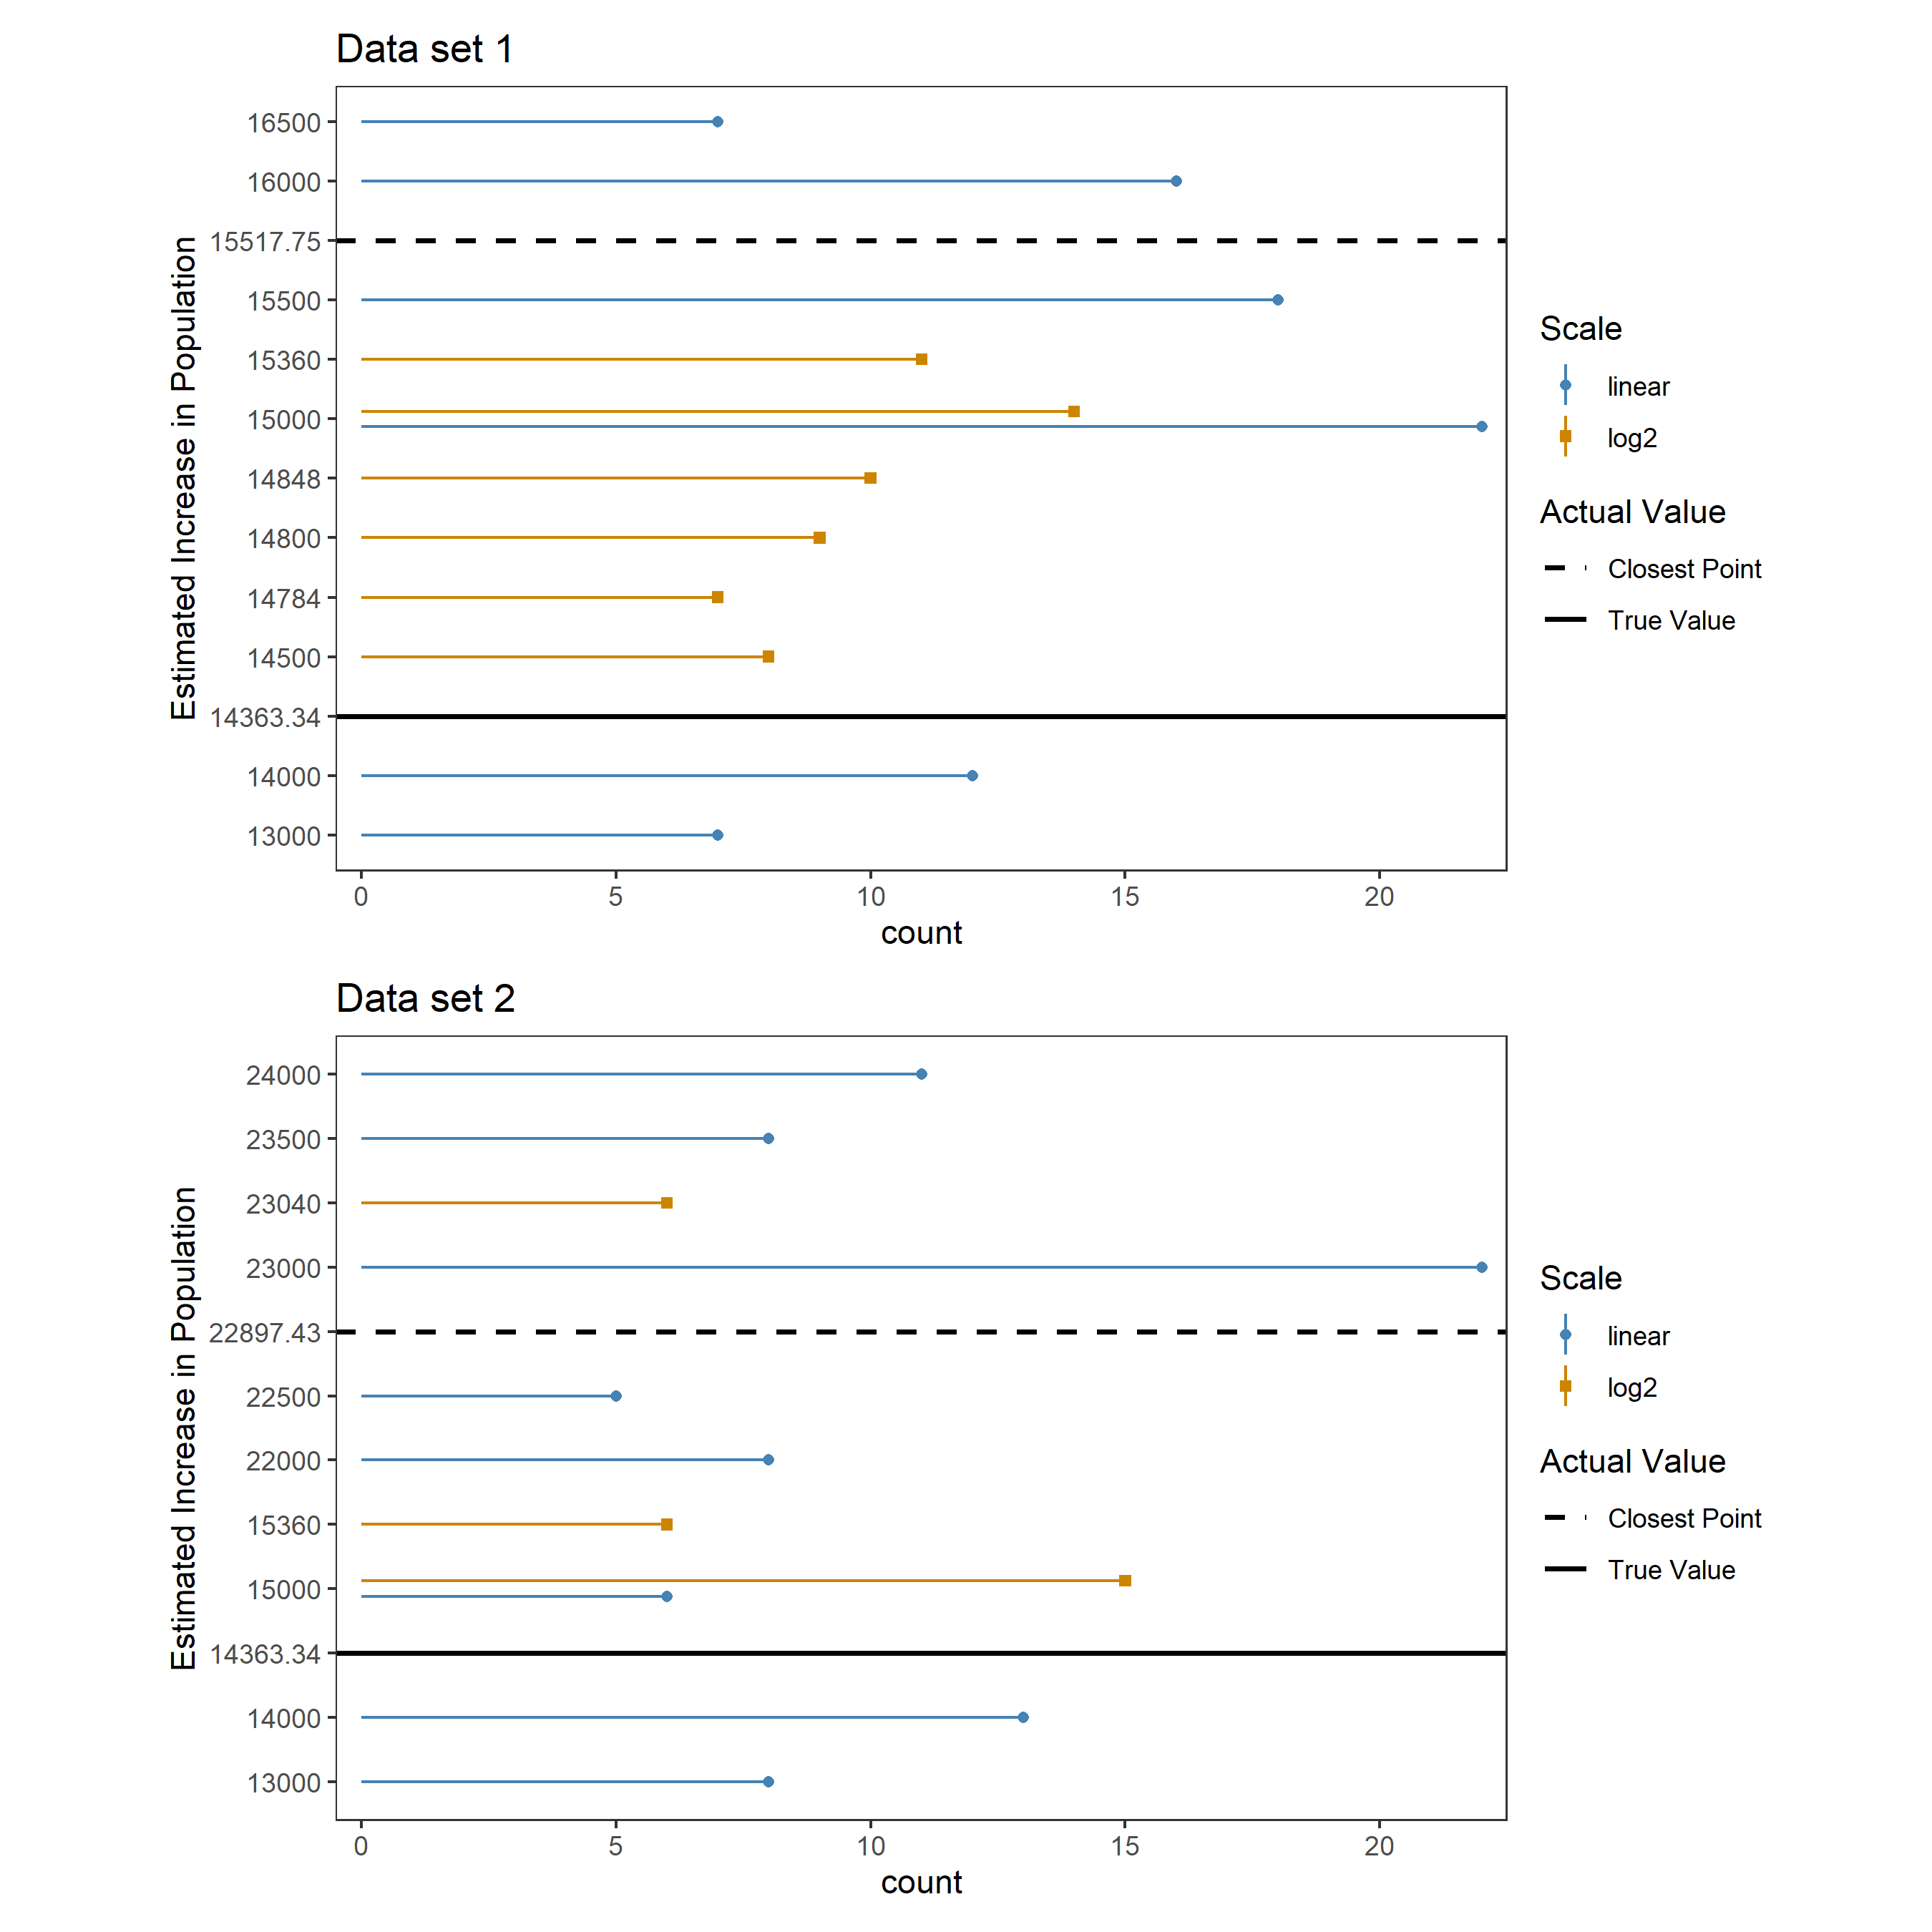 Data set 1
Estimated Increase in Population
16500
16000
15517.75
15500
15360
15000
14848
14800
14784
14500
14363.34
14000
13000
0 5 10 15 20
count
Scale
linear
log2
Actual Value
Closest Point
True Value
Data set 2
Estimated Increase in Population
24000
23500
23040
23000
22897.43
22500
22000
15360
15000
14363.34
14000
13000
0 5 10 15 20
count
Scale
linear
log2
Actual Value
Closest Point
True Value